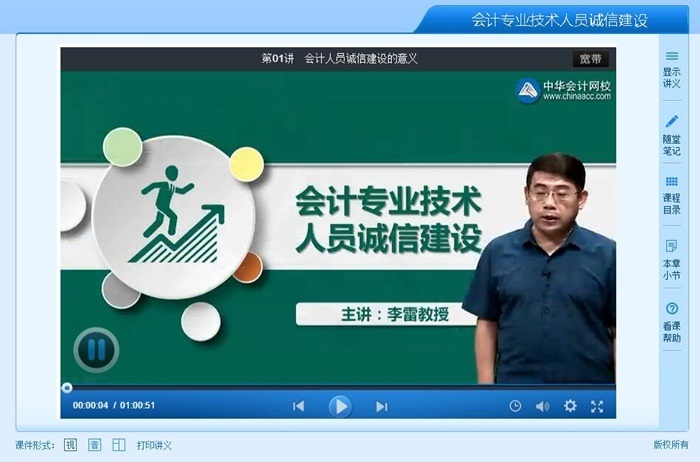 会计专业技术人员诚信建设
第01讲 会计人员诚信建设的意义
宽带
中华会计网校
www.chinaacc.com
会计专业技术
人员诚信建设
主讲：李雷教授
00:00:04 / 01:00:51
显示
讲义
随堂
笔记
课程
目录
本章
小节
看课
帮助
课件形式：
视
音
打印讲义
版权所有